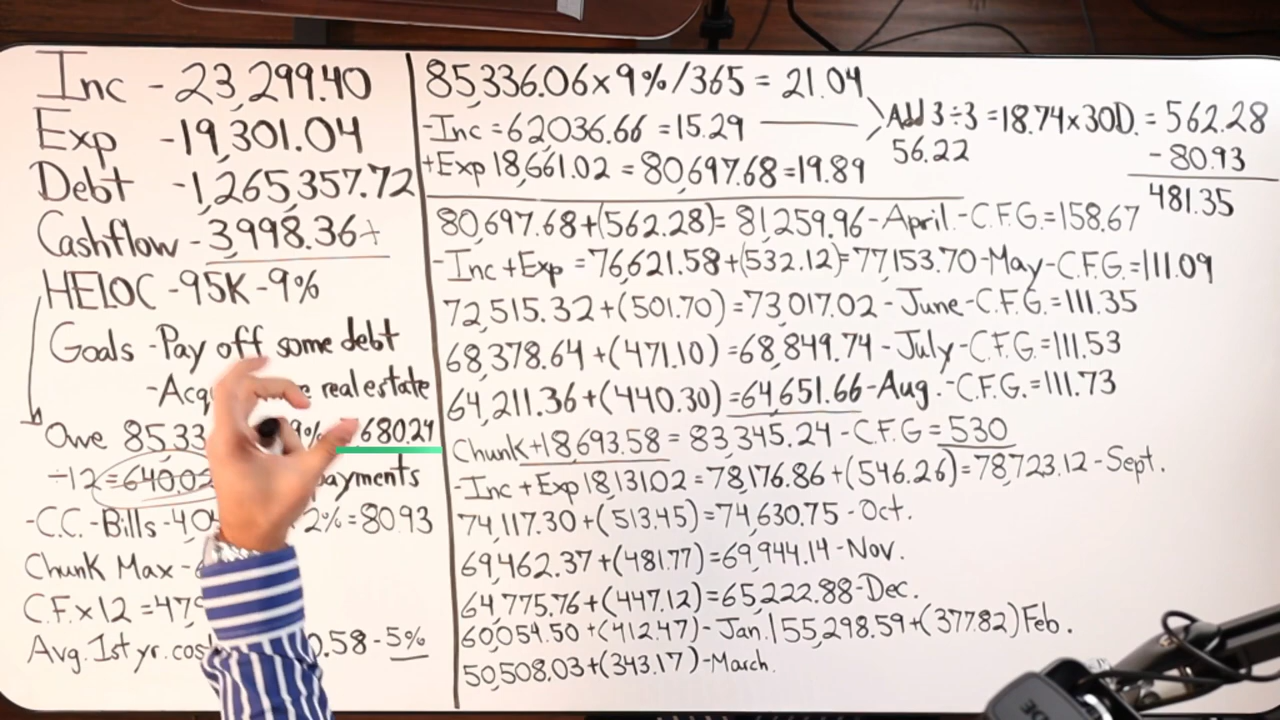 Inc - 23,299.40
Exp - 19,301.04
Debt - 1,265,357.72
Cashflow - 3,998.36+
HELOC - 95K - 9%
Goals - Pay off some debt
- real estate
Owe 85,33 9% 680.24
÷12 = 640.02 payments
- C.C. - Bills - 2% = 80.93
Chunk Max -
C.F. x 12 =
Avg. 1st yr. 0.58 - 5%
85,336.06 x 9% / 365 = 21.04
- Inc = 62036.66 = 15.29
+ Exp 18,661.02 = 80,697.68 = 19.89
Add 3 ÷ 3 = 18.74 x 30D. = 562.28
56.22
- 80.93
481.35
80,697.68 + (562.28) = 81,259.96 - April - C.F.G. = 158.67
- Inc + Exp = 76,621.58 + (532.12) = 77,153.70 - May - C.F.G. = 111.09
72,515.32 + (501.70) = 73,017.02 - June - C.F.G. = 111.35
68,378.64 + (471.10) = 68,849.74 - July - C.F.G. = 111.53
64,211.36 + (440.30) = 64,651.66 - Aug. - C.F.G. = 111.73
Chunk + 18,693.58 = 83,345.24 - C.F.G = 530
- Inc + Exp 18,131.02 = 78,176.86 + (546.26) = 78,723.12 - Sept.
74,117.30 + (513.45) = 74,630.75 - Oct.
69,462.37 + (481.77) = 69,944.14 - Nov.
64,775.76 + (447.12) = 65,222.88 - Dec.
60,054.50 + (412.47) - Jan. | 55,298.59 + (377.82) Feb.
50,508.03 + (343.17) - March.